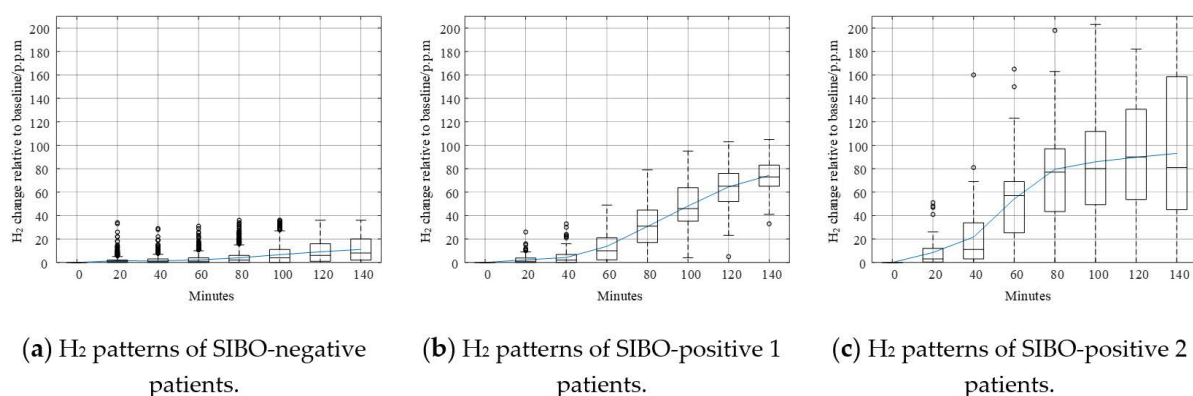 H₂ change relative to baseline/p.p.m
200
180
160
140
120
100
80
60
40
20
0
0 20 40 60 80 100 120 140
Minutes
(a) H₂ patterns of SIBO-negative
patients.
H₂ change relative to baseline/p.p.m
200
180
160
140
120
100
80
60
40
20
0
0 20 40 60 80 100 120 140
Minutes
(b) H₂ patterns of SIBO-positive 1
patients.
H₂ change relative to baseline/p.p.m
200
180
160
140
120
100
80
60
40
20
0
0 20 40 60 80 100 120 140
Minutes
(c) H₂ patterns of SIBO-positive 2
patients.